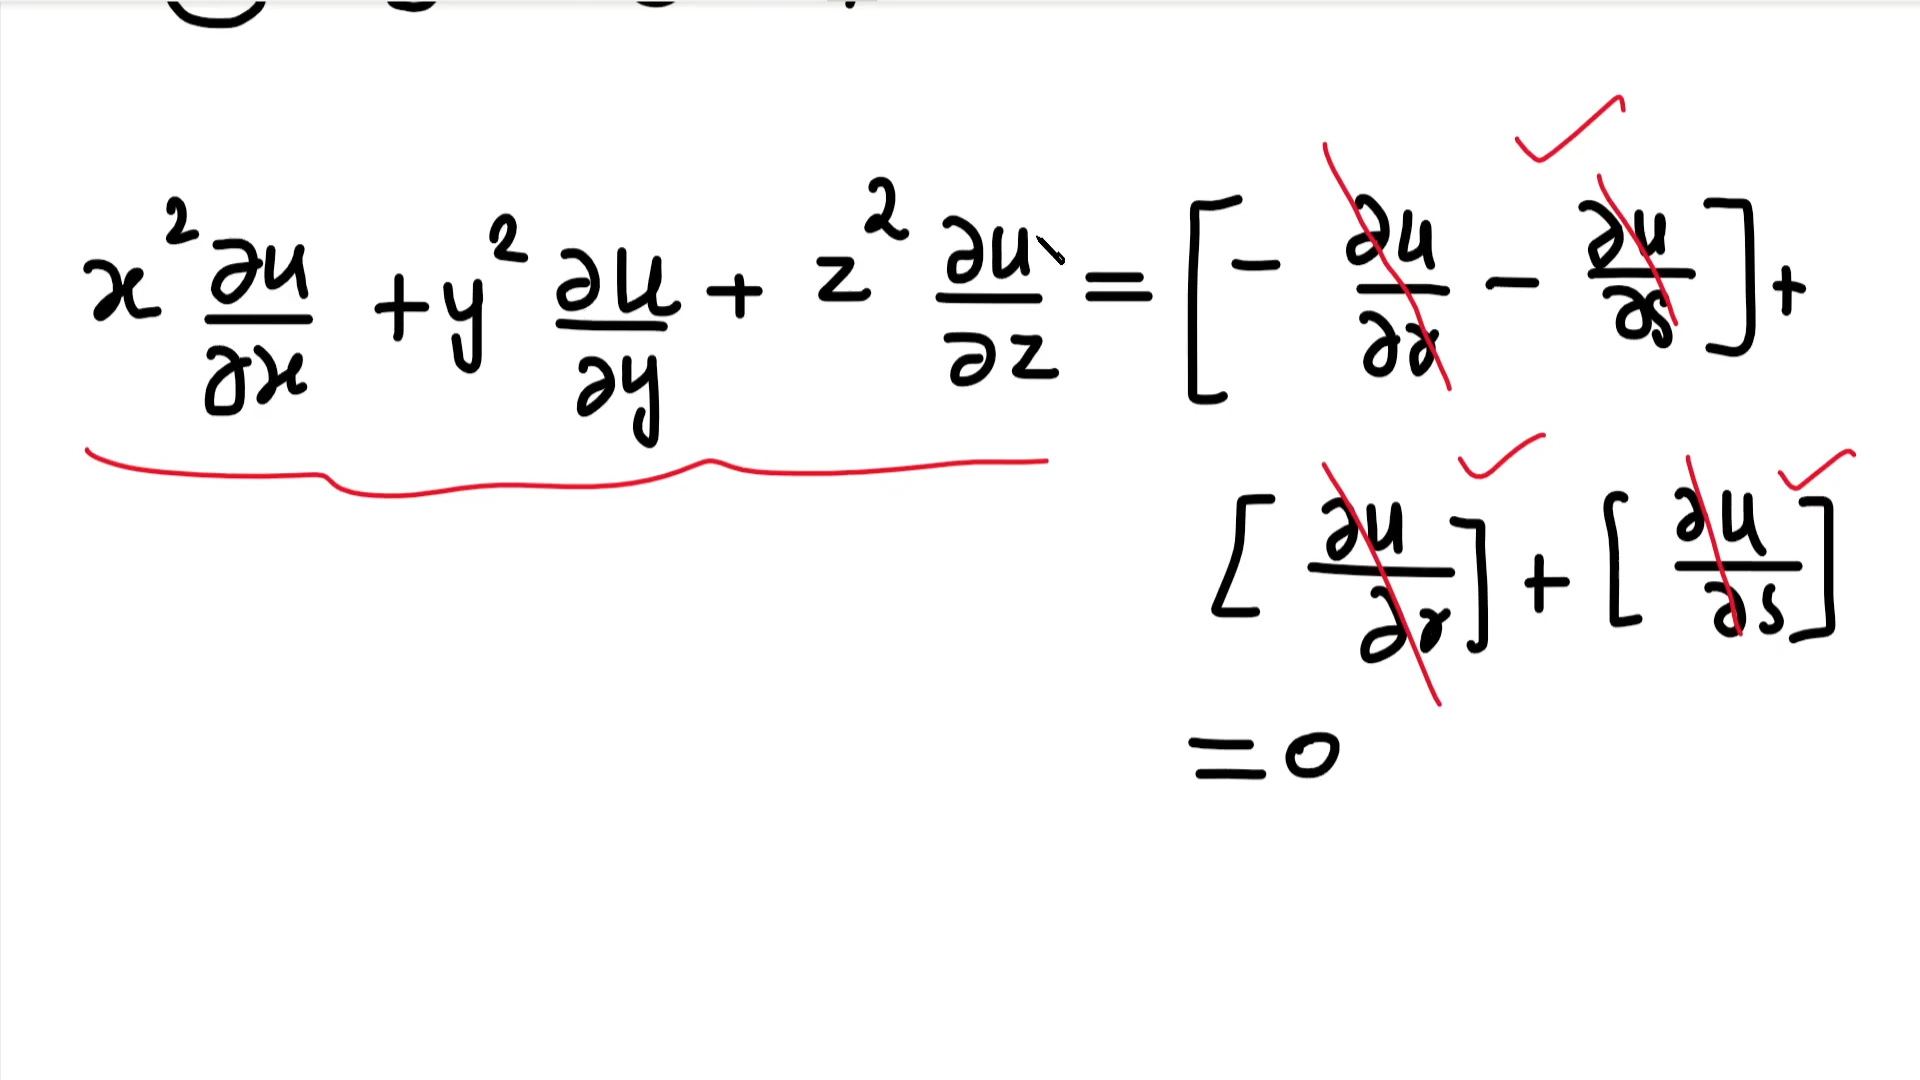 x² ∂u/∂x + y² ∂u/∂y + z² ∂u/∂z = [− ∂u/∂r − ∂u/∂s] +
[∂u/∂r] + [∂u/∂s]
= 0